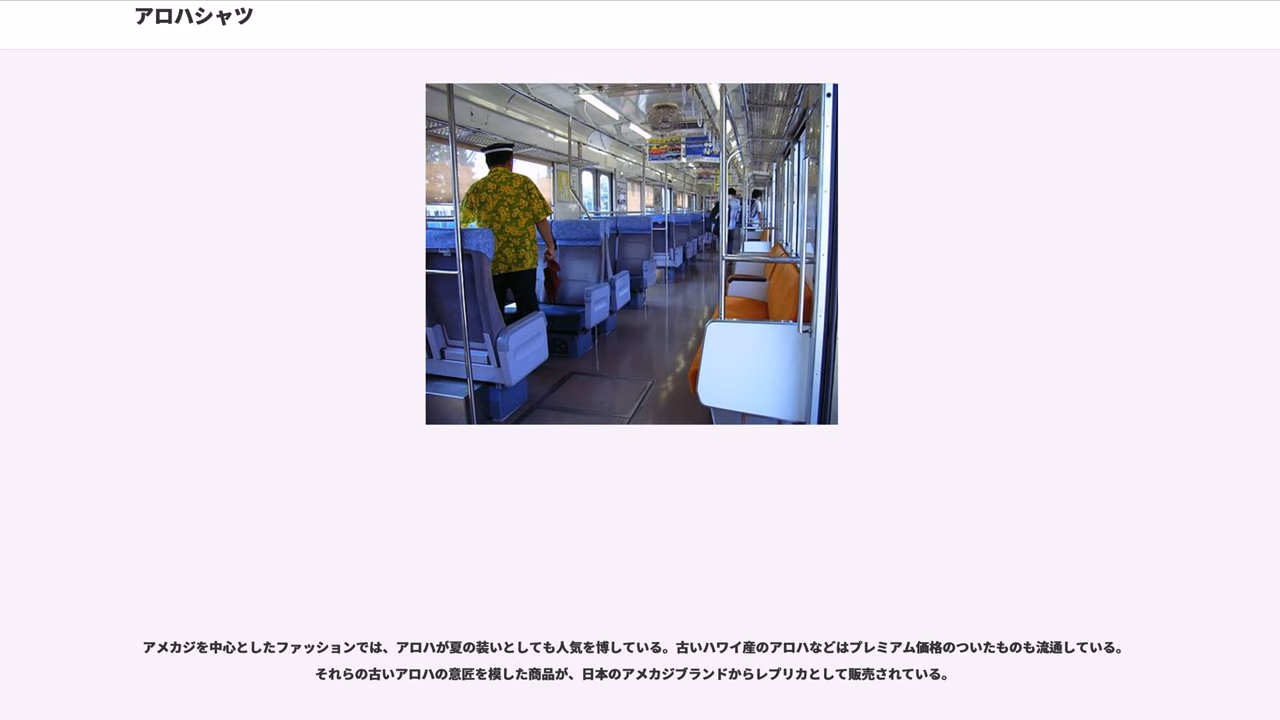 アロハシャツ
アメカジを中心としたファッションでは、アロハが夏の装いとしても人気を博している。古いハワイ産のアロハなどはプレミアム価格のついたものも流通している。
それらの古いアロハの意匠を模した商品が、日本のアメカジブランドからレプリカとして販売されている。